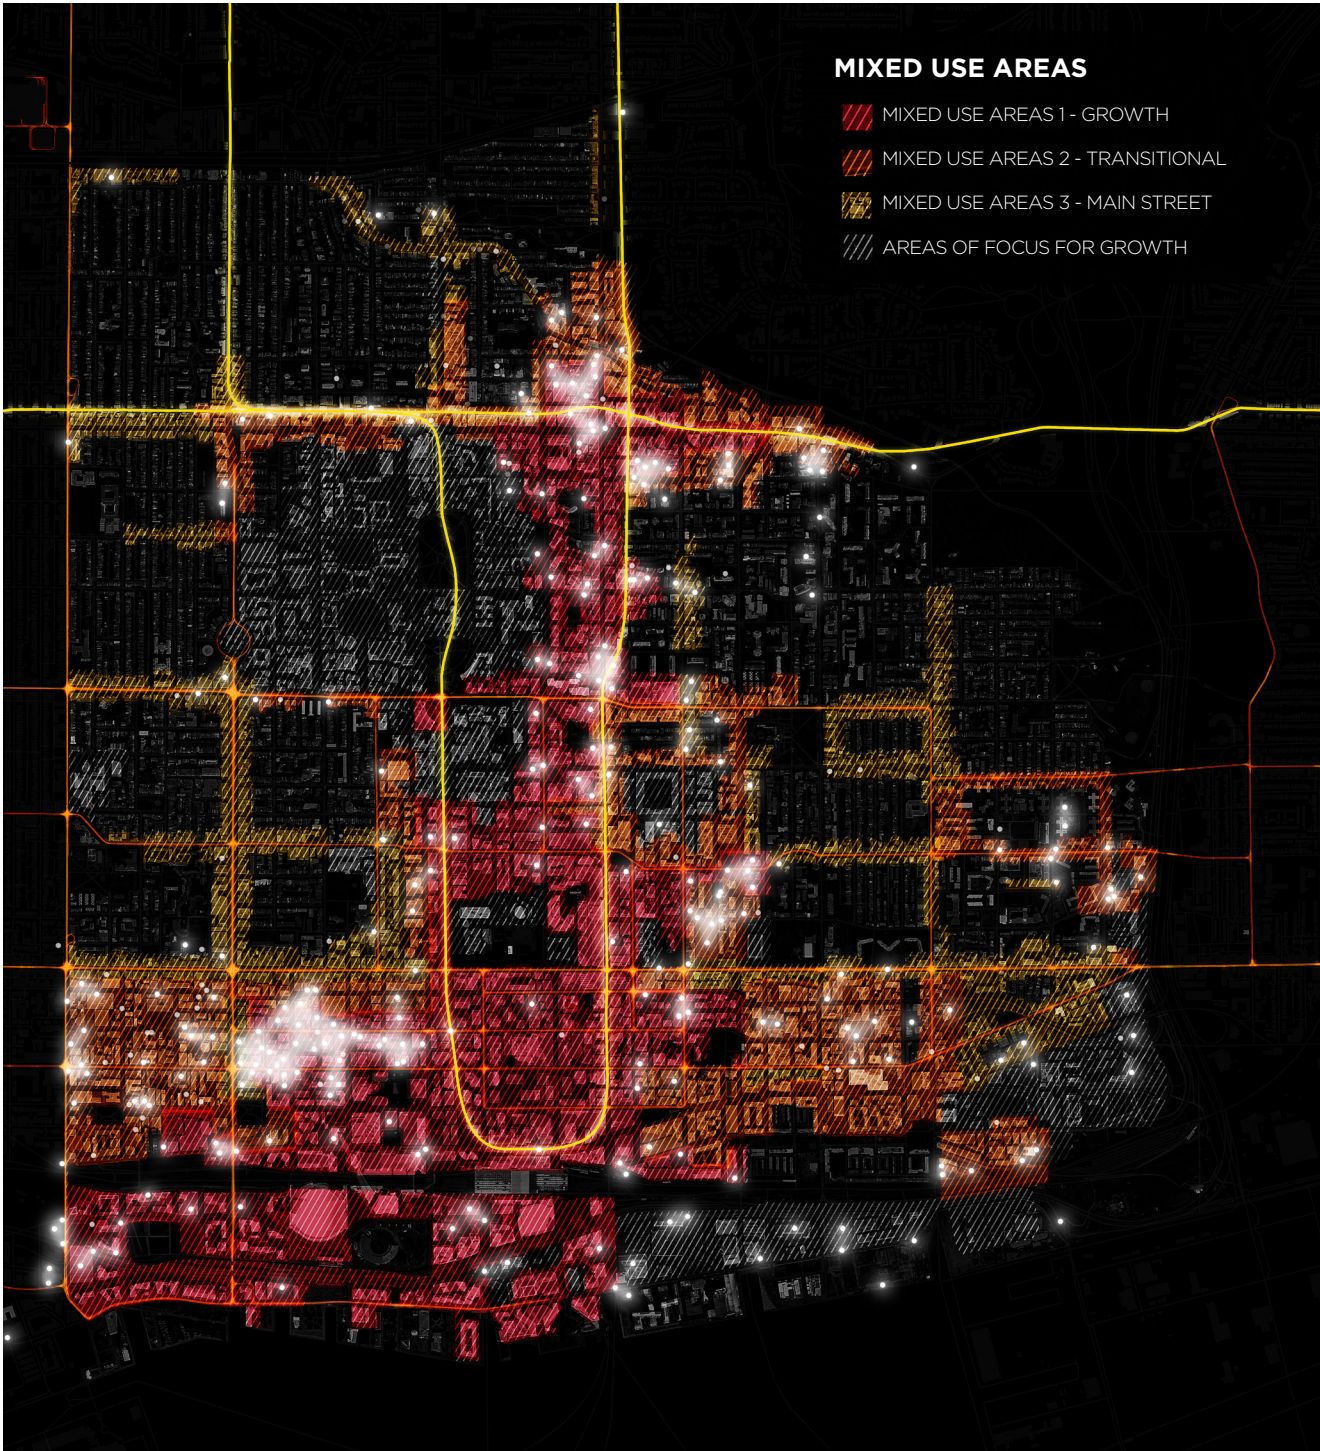 MIXED USE AREAS
MIXED USE AREAS 1 - GROWTH
MIXED USE AREAS 2 - TRANSITIONAL
MIXED USE AREAS 3 - MAIN STREET
AREAS OF FOCUS FOR GROWTH